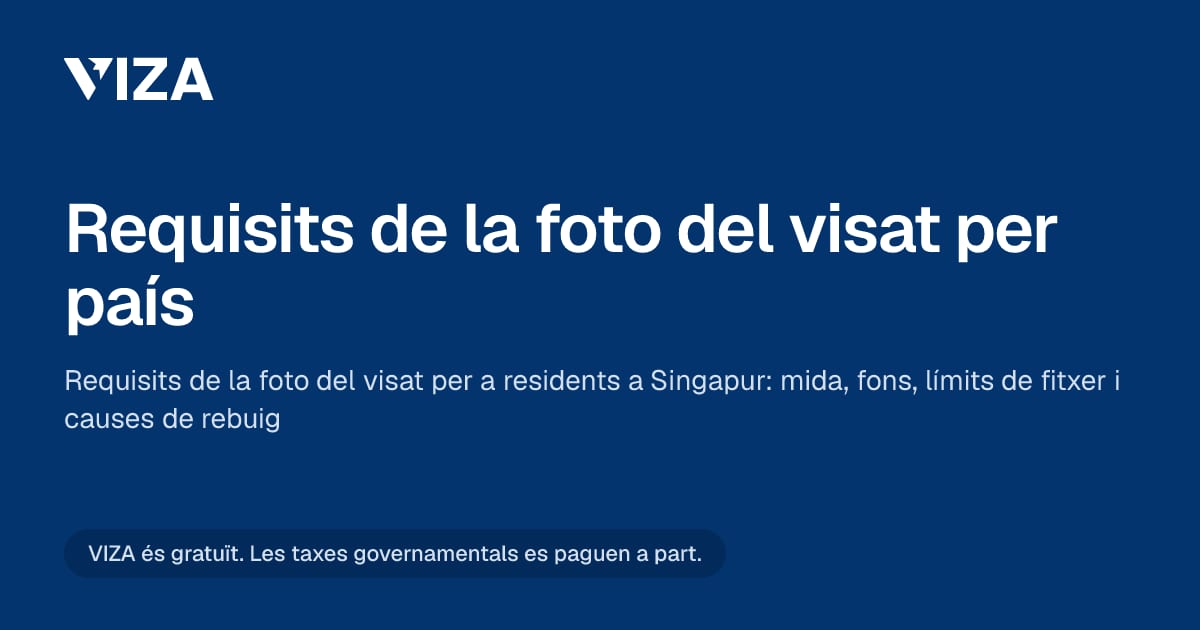 VIZA
Requisits de la foto del visat per
país
Requisits de la foto del visat per a residents a Singapur: mida, fons, límits de fitxer i
causes de rebuig
VIZA és gratuït. Les taxes governamentals es paguen a part.